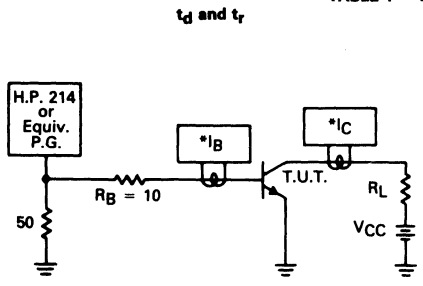 t_d and t_r
H.P. 214
or
Equiv.
P.G.
*I_B
*I_C
T.U.T.
R_B = 10
R_L
50
V_CC